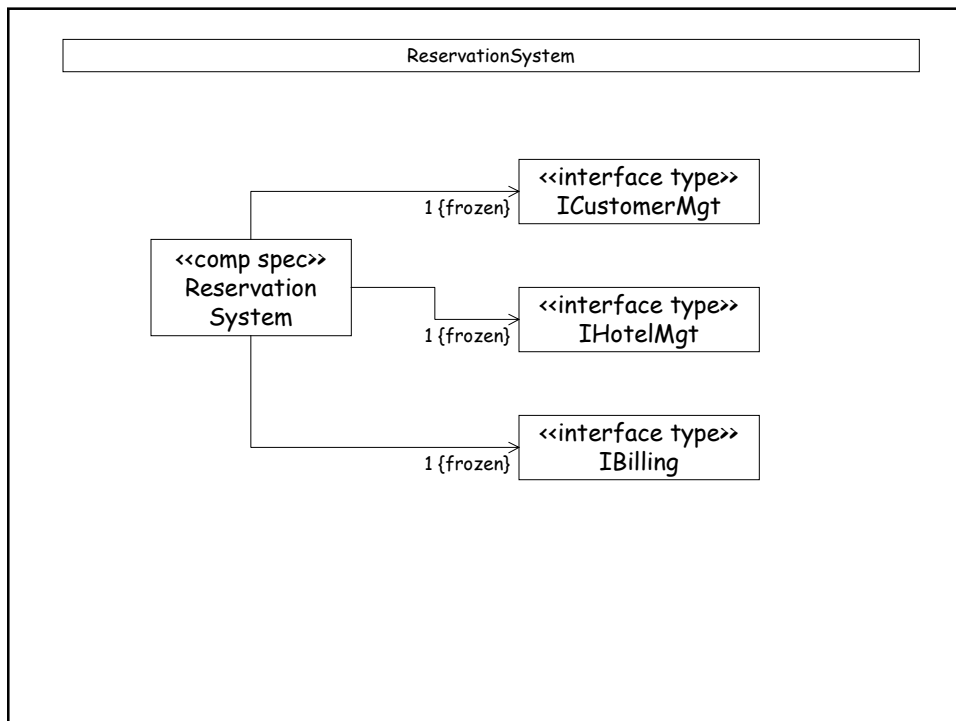 ReservationSystem
<<interface type>>
ICustomerMgt
1 {frozen}
<<comp spec>>
Reservation
System
<<interface type>>
IHotelMgt
1 {frozen}
<<interface type>>
IBilling
1 {frozen}